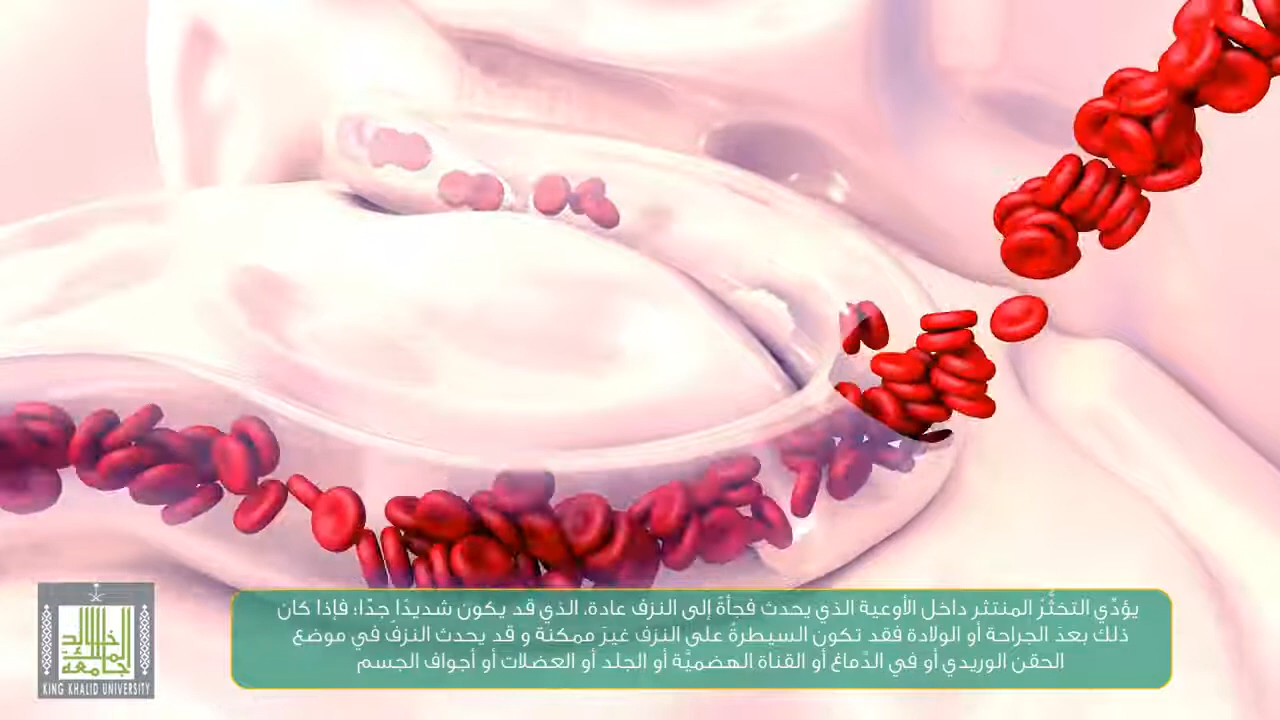 يؤدِّي التخثُّرُ المنتثر داخل الأوعية الذي يحدث فجأةً إلى النزف عادة، الذي قد يكون شديدًا جدًا؛ فإذا كان
ذلك بعدَ الجراحة أو الولادة فقد تكون السيطرةُ على النزف غيرَ ممكنة و قد يحدث النزفُ في موضع
الحقن الوريدي أو في الدِّماغ أو القناة الهضميَّة أو الجلد أو العضلات أو أجواف الجسم
جامعة الملك خالد
KING KHALID UNIVERSITY